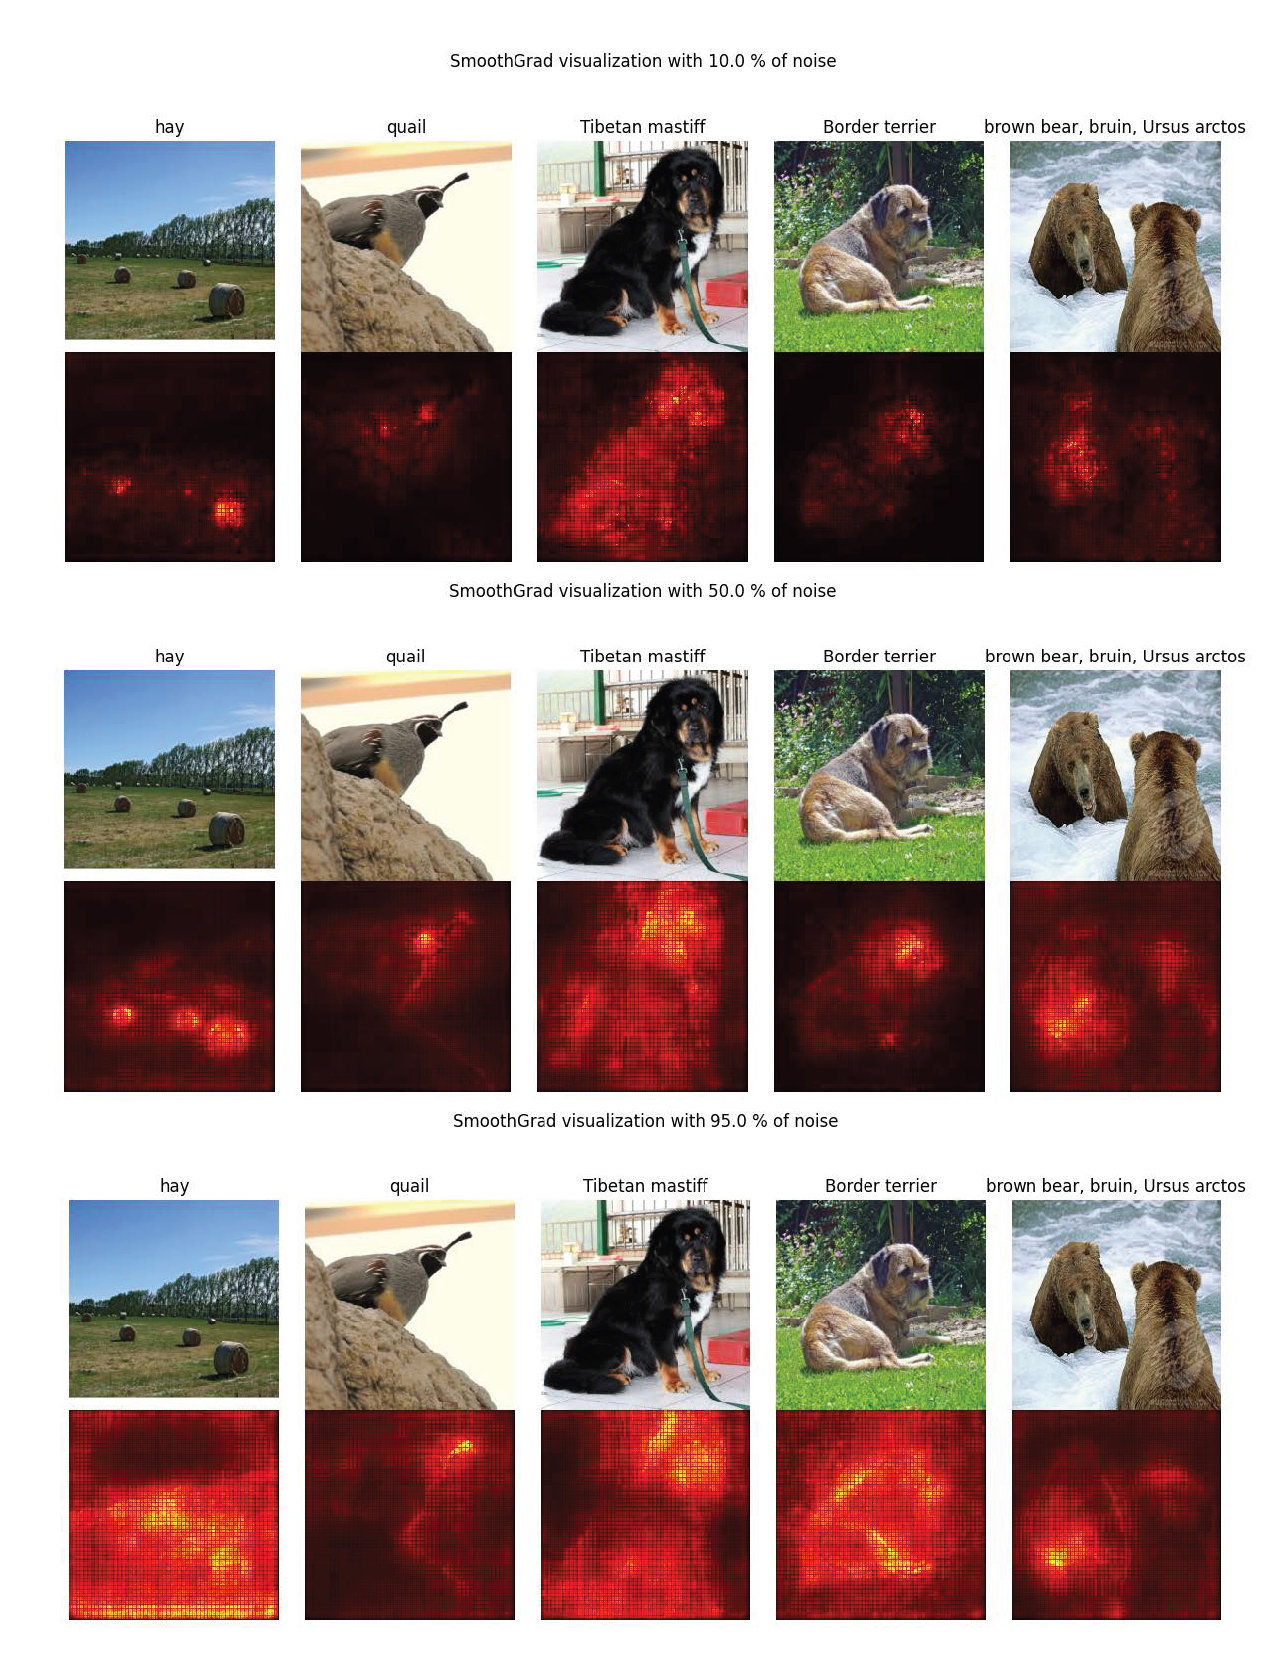 SmoothGrad visualization with 10.0 % of noise
hay quail Tibetan mastiff Border terrier brown bear, bruin, Ursus arctos
SmoothGrad visualization with 50.0 % of noise
hay quail Tibetan mastiff Border terrier brown bear, bruin, Ursus arctos
SmoothGrad visualization with 95.0 % of noise
hay quail Tibetan mastiff Border terrier brown bear, bruin, Ursus arctos